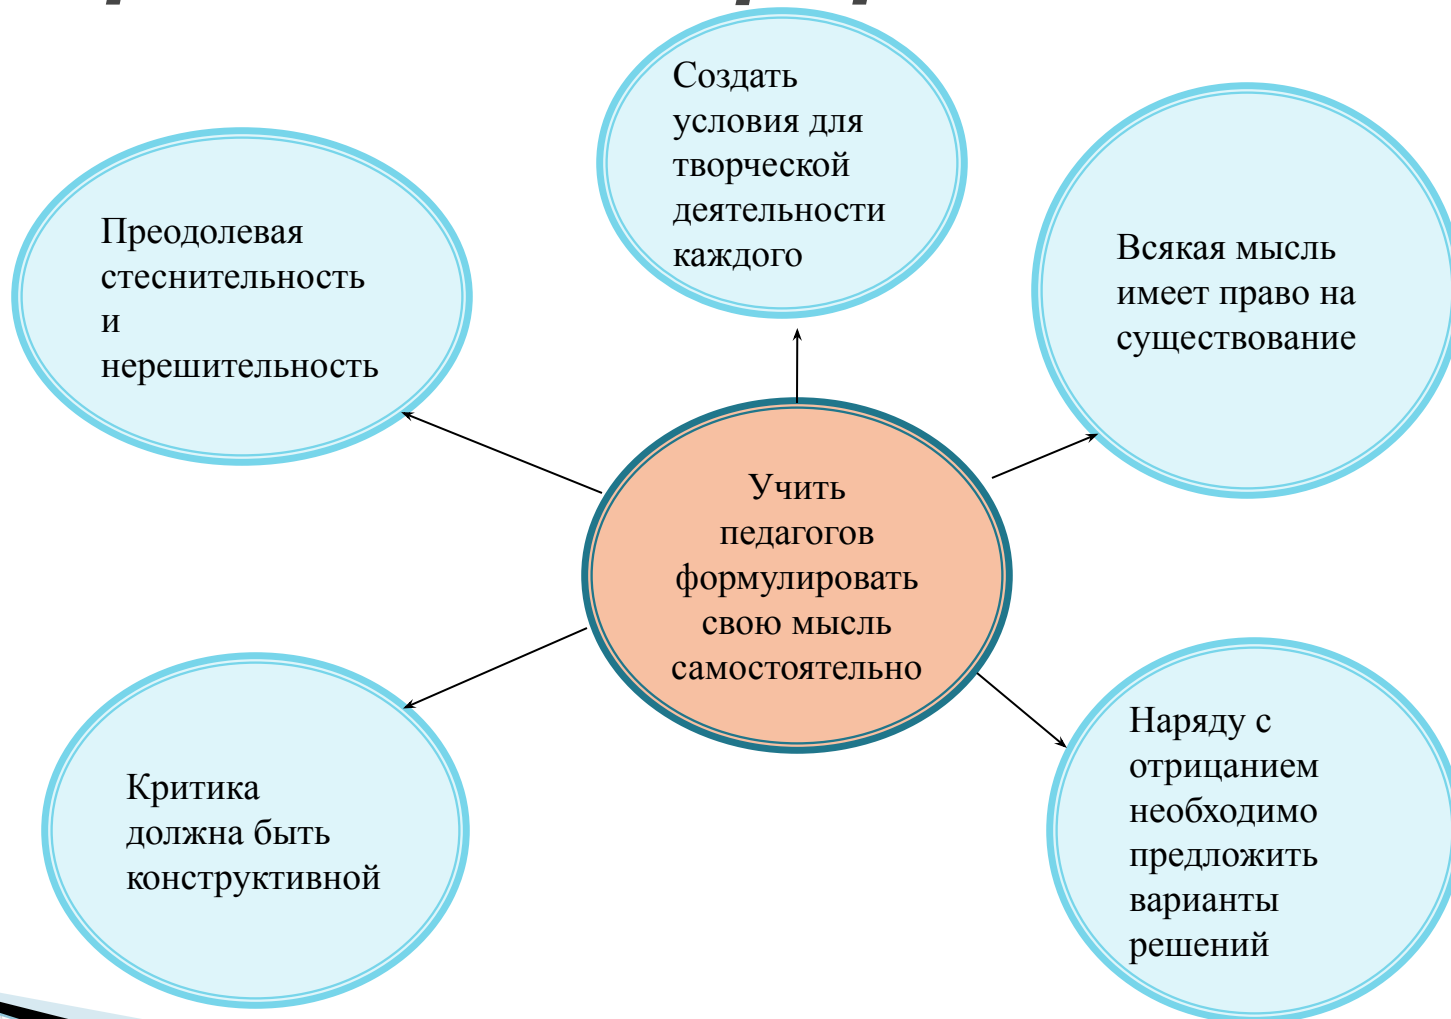 Создать
условия для
творческой
деятельности
каждого
Преодолевая
стеснительность
и
нерешительность
Всякая мысль
имеет право на
существование
Учить
педагогов
формулировать
свою мысль
самостоятельно
Критика
должна быть
конструктивной
Наряду с
отрицанием
необходимо
предложить
варианты
решений